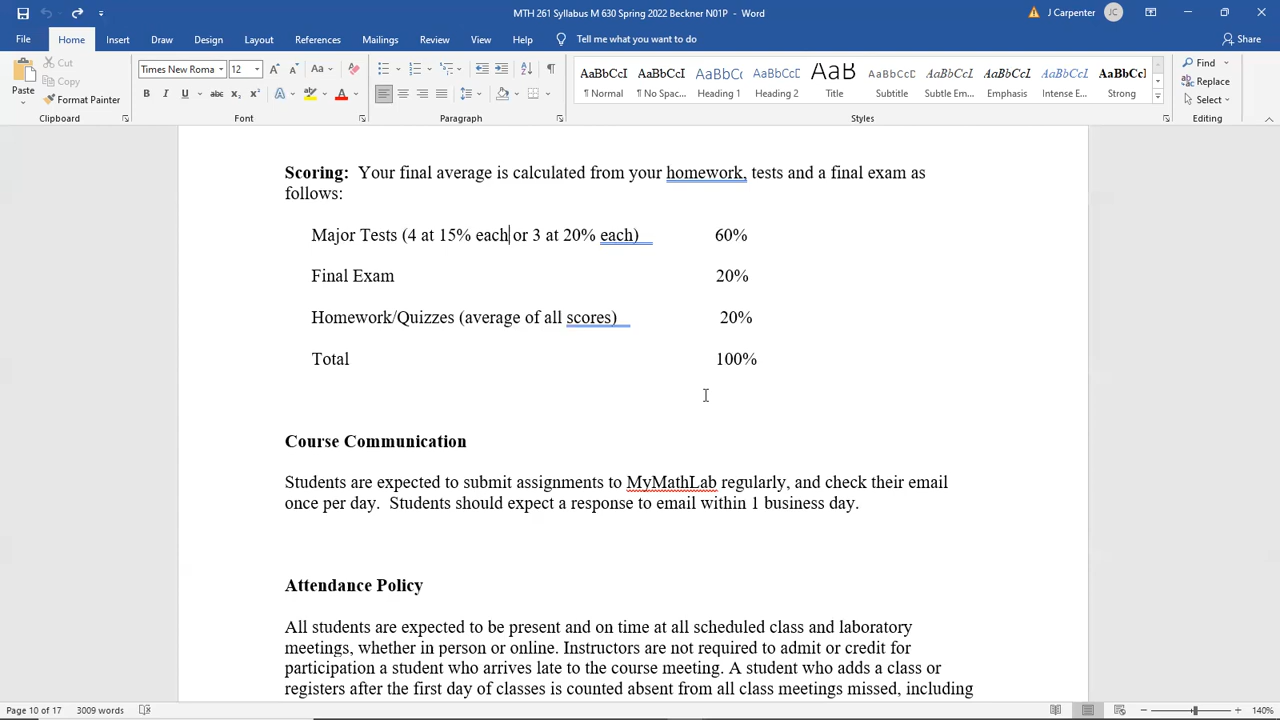 MTH 261 Syllabus M 630 Spring 2022 Beckner N01P - Word
J Carpenter JC
File Home Insert Draw Design Layout References Mailings Review View Help Tell me what you want to do Share
Paste Cut Copy Format Painter
Times New Roma 12 Aa
B I U ab x₂ x² A ab A
AaBbCcI AaBbCcI AaBbCcI AaBbCcD AaB AaBbCcD AaBbCcI AaBbCcI AaBbCcI AaBbCcI
¶ Normal ¶ No Spac... Heading 1 Heading 2 Title Subtitle Subtle Em... Emphasis Intense E... Strong
Find Replace Select
Clipboard Font Paragraph Styles Editing
Scoring: Your final average is calculated from your homework, tests and a final exam as
follows:
Major Tests (4 at 15% each or 3 at 20% each) 60%
Final Exam 20%
Homework/Quizzes (average of all scores) 20%
Total 100%
Course Communication
Students are expected to submit assignments to MyMathLab regularly, and check their email
once per day. Students should expect a response to email within 1 business day.
Attendance Policy
All students are expected to be present and on time at all scheduled class and laboratory
meetings, whether in person or online. Instructors are not required to admit or credit for
participation a student who arrives late to the course meeting. A student who adds a class or
registers after the first day of classes is counted absent from all class meetings missed, including
Page 10 of 17 3009 words 140%